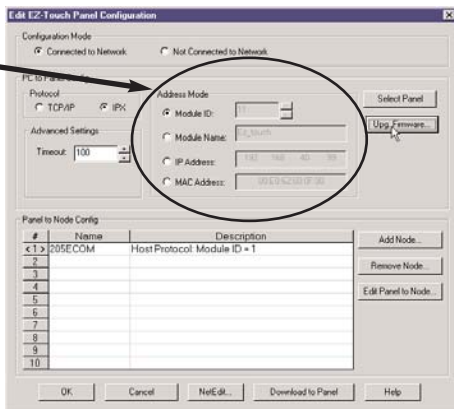 Edit EZ-Touch Panel Configuration
Configuration Mode
Connected to Network
Not Connected to Network
PC to Panel Config
Protocol
TCP/IP
IPX
Advanced Settings
Timeout: 100
Address Mode
Module ID: 11
Module Name: Ez_touch
IP Address: 192 168 40 99
MAC Address:
Select Panel
Upg. Firmware...
Panel to Node Config
# Name Description
< 1 > 205ECOM Host Protocol: Module ID = 1
2
3
4
5
6
7
8
9
10
Add Node...
Remove Node...
Edit Panel to Node...
OK Cancel NetEdit... Download to Panel Help